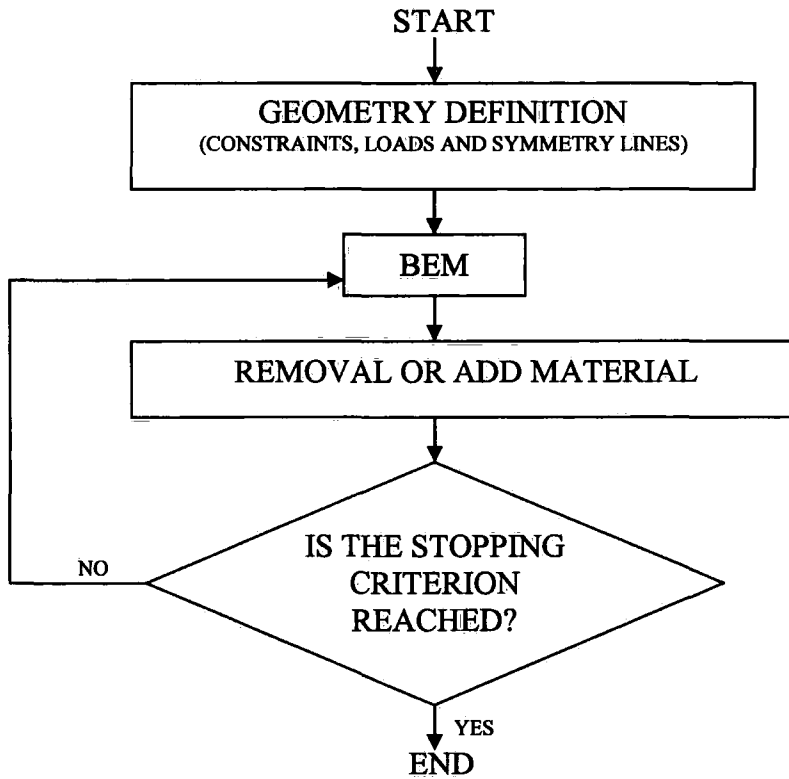 START
GEOMETRY DEFINITION
(CONSTRAINTS, LOADS AND SYMMETRY LINES)
BEM
REMOVAL OR ADD MATERIAL
IS THE STOPPING
CRITERION
REACHED?
NO
YES
END